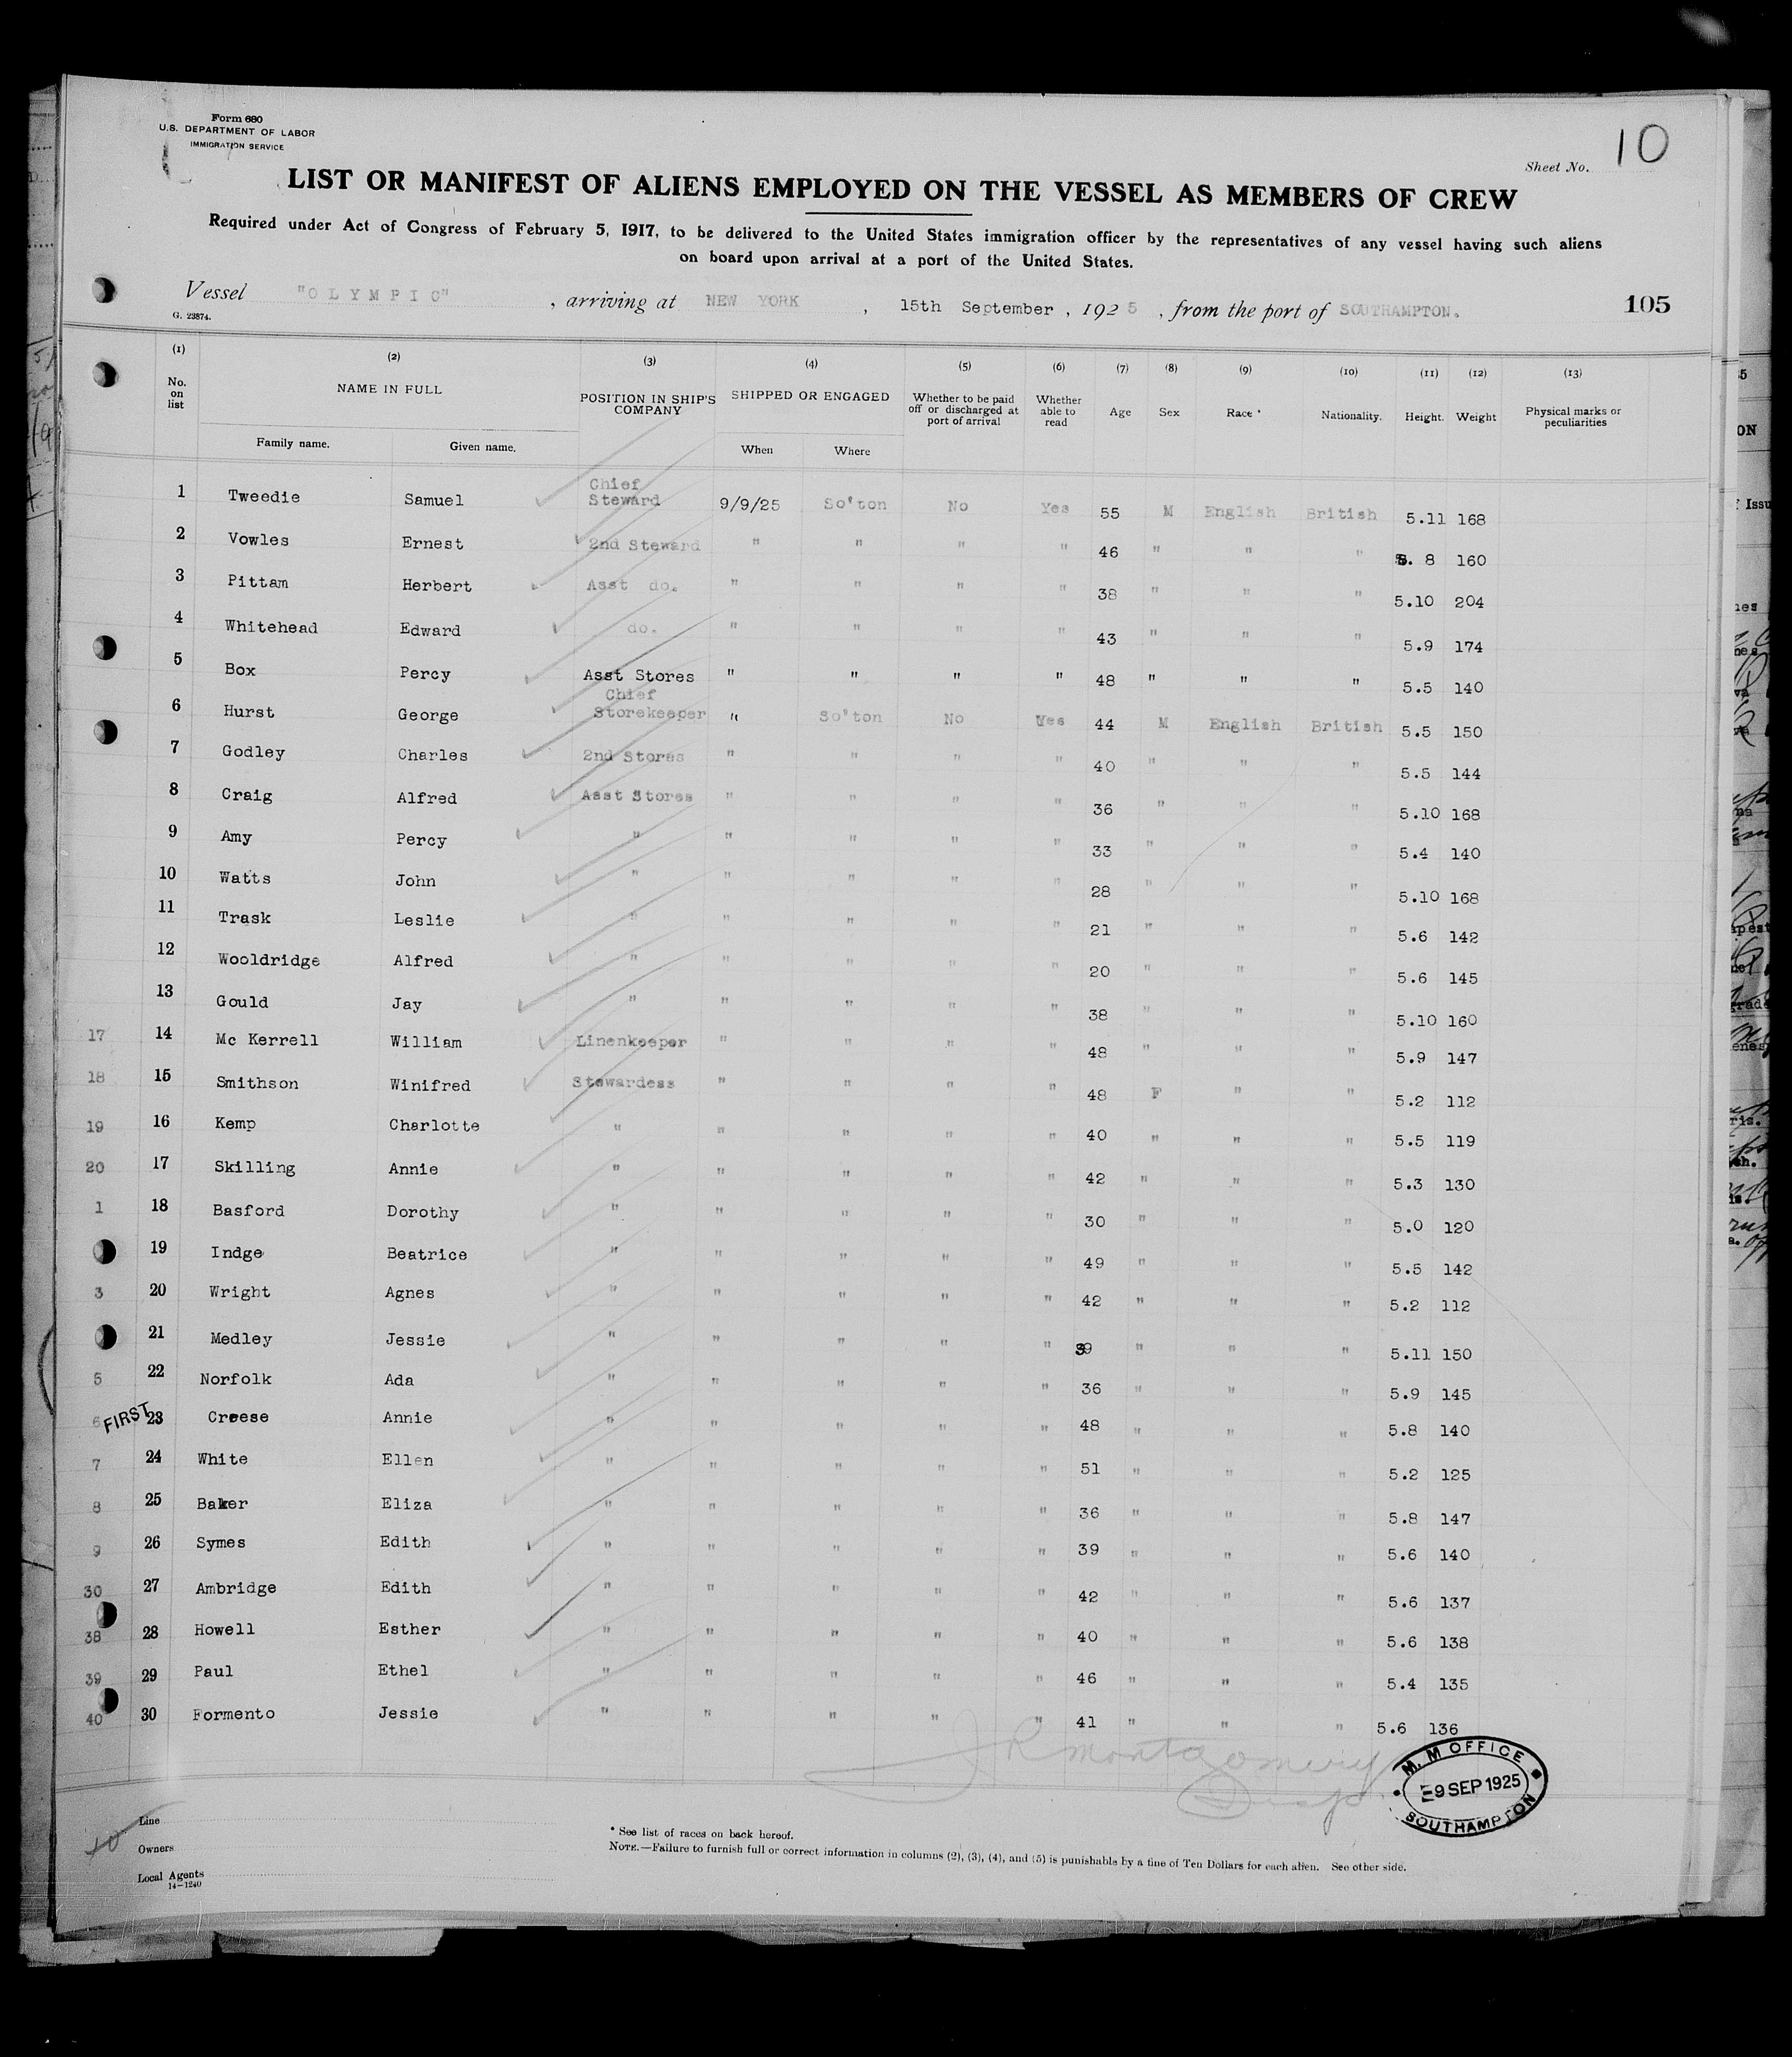 Form 680
U.S. DEPARTMENT OF LABOR
IMMIGRATION SERVICE
Sheet No. 10
LIST OR MANIFEST OF ALIENS EMPLOYED ON THE VESSEL AS MEMBERS OF CREW
Required under Act of Congress of February 5, 1917, to be delivered to the United States immigration officer by the representatives of any vessel having such aliens
on board upon arrival at a port of the United States.
Vessel "OLYMPIC", arriving at NEW YORK, 15th September, 1925, from the port of SOUTHAMPTON. 105
G. 23874.
(1) (2) (3) (4) (5) (6) (7) (8) (9) (10) (11) (12) (13)
No. on list NAME IN FULL POSITION IN SHIP'S COMPANY SHIPPED OR ENGAGED Whether to be paid off or discharged at port of arrival Whether able to read Age Sex Race * Nationality. Height. Weight Physical marks or peculiarities
Family name. Given name. When Where
1 Tweedie Samuel Chief Steward 9/9/25 So'ton No Yes 55 M English British 5.11 168
2 Vowles Ernest 2nd Steward " " " " 46 " " " 5. 8 160
3 Pittam Herbert Asst do. " " " " 38 " " " 5.10 204
4 Whitehead Edward do. " " " " 43 " " " 5.9 174
5 Box Percy Asst Stores " " " " 48 " " " 5.5 140
6 Hurst George Chief Storekeeper " So'ton No Yes 44 M English British 5.5 150
7 Godley Charles 2nd Stores " " " " 40 " " " 5.5 144
8 Craig Alfred Asst Stores " " " " 36 " " " 5.10 168
9 Amy Percy " " " " " 33 " " " 5.4 140
10 Watts John " " " " " 28 " " " 5.10 168
11 Trask Leslie " " " " " 21 " " " 5.6 142
12 Wooldridge Alfred " " " " " 20 " " " 5.6 145
13 Gould Jay " " " " " 38 " " " 5.10 160
17 14 Mc Kerrell William Linenkeeper " " " " 48 " " " 5.9 147
18 15 Smithson Winifred Stewardess " " " " 48 F " " 5.2 112
19 16 Kemp Charlotte " " " " " 40 " " " 5.5 119
20 17 Skilling Annie " " " " " 42 " " " 5.3 130
1 18 Basford Dorothy " " " " " 30 " " " 5.0 120
19 Indge Beatrice " " " " " 49 " " " 5.5 142
3 20 Wright Agnes " " " " " 42 " " " 5.2 112
21 Medley Jessie " " " " " 39 " " " 5.11 150
5 22 Norfolk Ada " " " " " 36 " " " 5.9 145
6 FIRST 23 Creese Annie " " " " " 48 " " " 5.8 140
7 24 White Ellen " " " " " 51 " " " 5.2 125
8 25 Baker Eliza " " " " " 36 " " " 5.8 147
9 26 Symes Edith " " " " " 39 " " " 5.6 140
30 27 Ambridge Edith " " " " " 42 " " " 5.6 137
38 28 Howell Esther " " " " " 40 " " " 5.6 138
39 29 Paul Ethel " " " " " 46 " " " 5.4 135
40 30 Formento Jessie " " " " " 41 " " " 5.6 136
J R Montgomery
M.M OFFICE
9 SEP 1925
SOUTHAMPTON
Line
Owners
Local Agents
14-1240
* See list of races on back hereof.
NOTE.—Failure to furnish full or correct information in columns (2), (3), (4), and (5) is punishable by a fine of Ten Dollars for each alien. See other side.